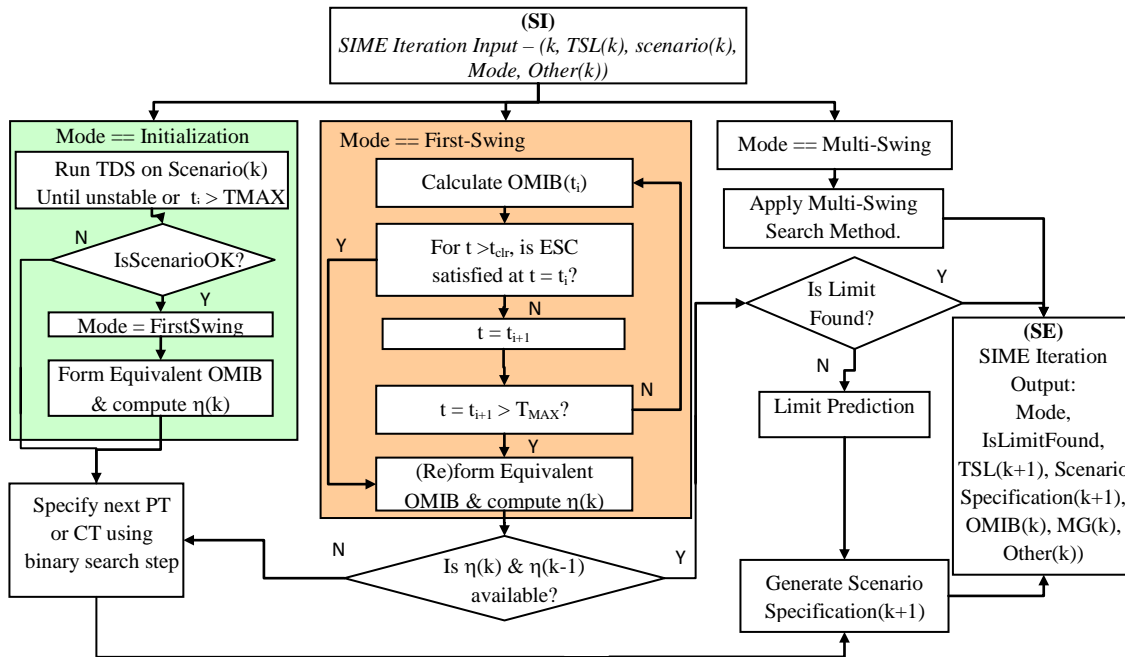 (SI)
SIME Iteration Input – (k, TSL(k), scenario(k),
Mode, Other(k))
Mode == Initialization
Run TDS on Scenario(k)
Until unstable or tᵢ > TMAX
N
IsScenarioOK?
Y
Mode = FirstSwing
Form Equivalent OMIB
& compute η(k)
Specify next PT
or CT using
binary search step
Mode == First-Swing
Calculate OMIB(tᵢ)
Y
For t >t_clr, is ESC
satisfied at t = tᵢ?
N
t = t_i+1
N
t = t_i+1 > T_MAX?
Y
(Re)form Equivalent
OMIB & compute η(k)
N
Is η(k) & η(k-1)
available?
Y
Mode == Multi-Swing
Apply Multi-Swing
Search Method.
Is Limit
Found?
Y
N
Limit Prediction
Generate Scenario
Specification(k+1)
(SE)
SIME Iteration
Output:
Mode,
IsLimitFound,
TSL(k+1), Scenario
Specification(k+1),
OMIB(k), MG(k),
Other(k))